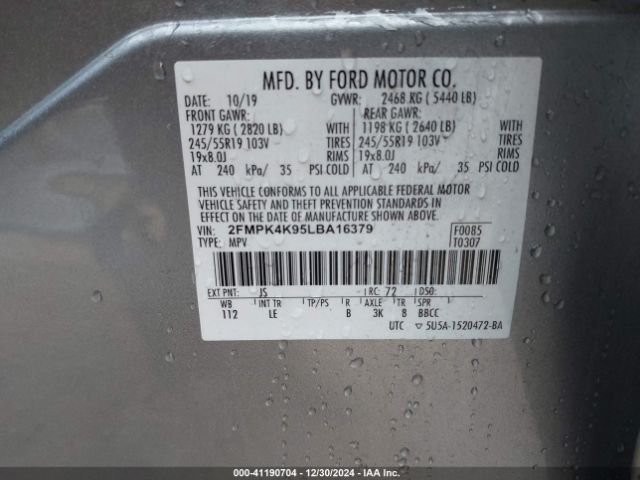 MFD. BY FORD MOTOR CO.
DATE: 10/19 GVWR: 2468 KG ( 5440 LB)
FRONT GAWR: REAR GAWR:
1279 KG ( 2820 LB) WITH 1198 KG ( 2640 LB) WITH
245/55R19 103V TIRES 245/55R19 103V TIRES
19x8.0J RIMS 19x8.0J RIMS
AT 240 kPa/ 35 PSI COLD AT 240 kPa/ 35 PSI COLD
THIS VEHICLE CONFORMS TO ALL APPLICABLE FEDERAL MOTOR
VEHICLE SAFETY AND THEFT PREVENTION STANDARDS IN
EFFECT ON THE DATE OF MANUFACTURE SHOWN ABOVE.
VIN: 2FMPK4K95LBA16379 F0085
TYPE: MPV T0307
EXT PNT: JS RC: 72 DSO:
WB INT TR TP/PS R AXLE TR SPR
112 LE B 3K 8 BBCC
UTC ▽ 5U5A-1520472-BA
000-41190704 — 12/30/2024 — IAA Inc.